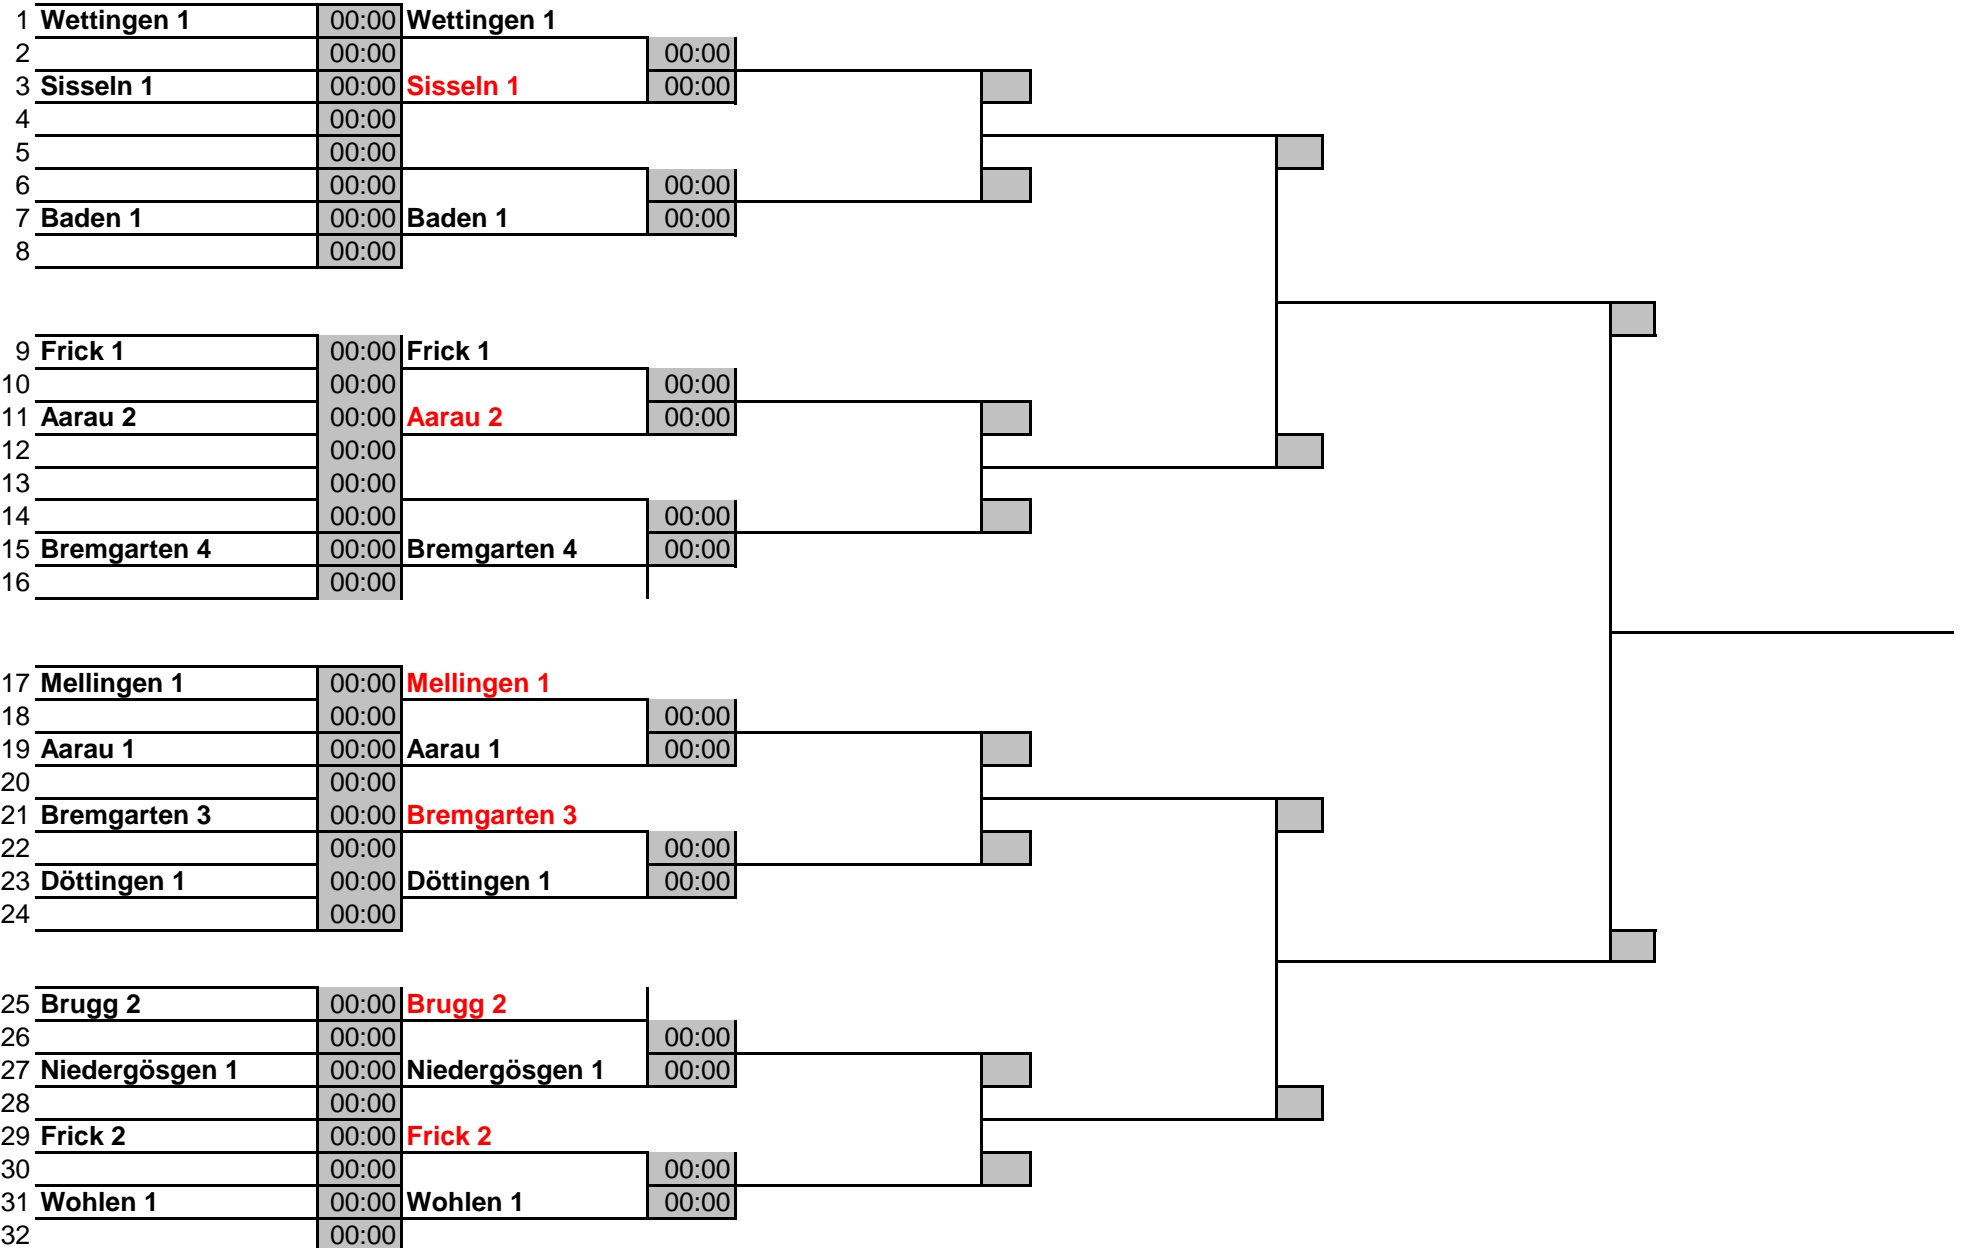 1 Wettingen 1 00:00 Wettingen 1
2 00:00 00:00
3 Sisseln 1 00:00 Sisseln 1 00:00
4 00:00
5 00:00
6 00:00 00:00
7 Baden 1 00:00 Baden 1 00:00
8 00:00
9 Frick 1 00:00 Frick 1
10 00:00 00:00
11 Aarau 2 00:00 Aarau 2 00:00
12 00:00
13 00:00
14 00:00 00:00
15 Bremgarten 4 00:00 Bremgarten 4 00:00
16 00:00
17 Mellingen 1 00:00 Mellingen 1
18 00:00 00:00
19 Aarau 1 00:00 Aarau 1 00:00
20 00:00
21 Bremgarten 3 00:00 Bremgarten 3
22 00:00 00:00
23 Döttingen 1 00:00 Döttingen 1 00:00
24 00:00
25 Brugg 2 00:00 Brugg 2
26 00:00 00:00
27 Niedergösgen 1 00:00 Niedergösgen 1 00:00
28 00:00
29 Frick 2 00:00 Frick 2
30 00:00 00:00
31 Wohlen 1 00:00 Wohlen 1 00:00
32 00:00